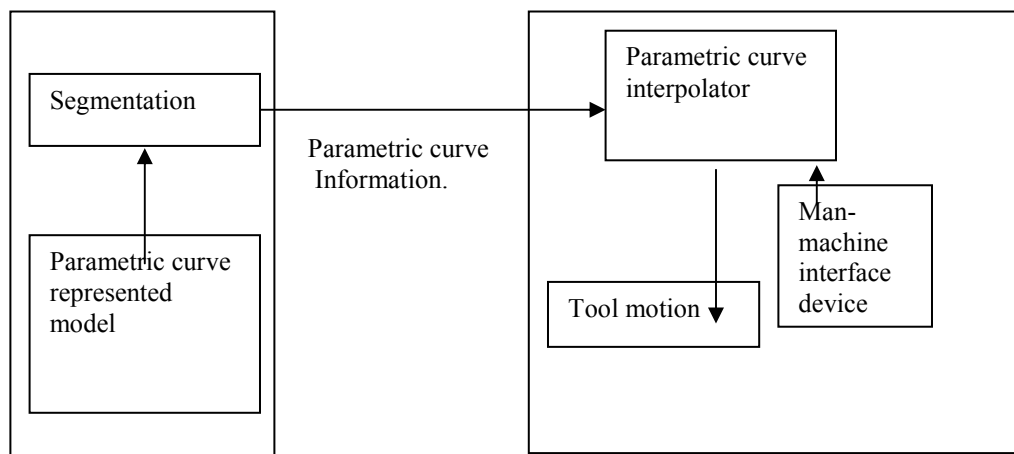 Segmentation
Parametric curve
represented
model
Parametric curve
Information.
Parametric curve
interpolator
Tool motion
Man-
machine
interface
device